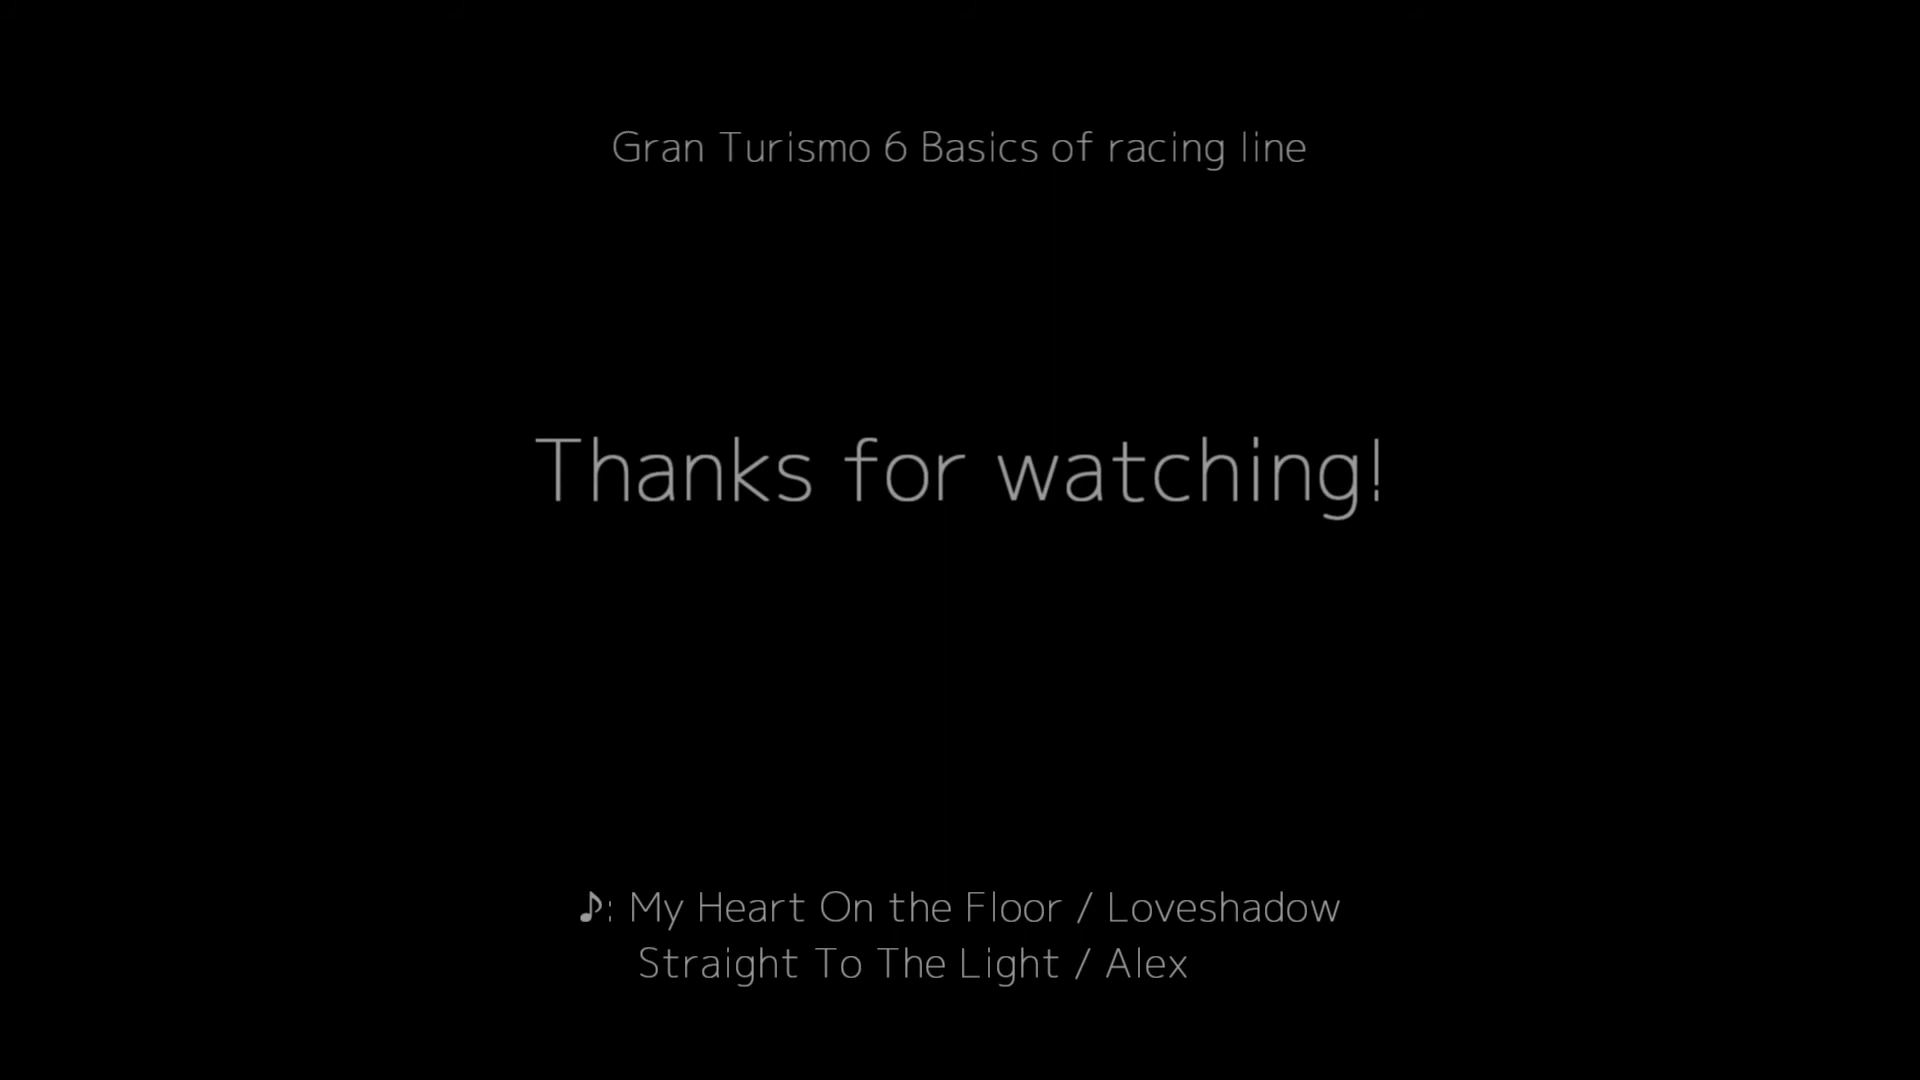 Gran Turismo 6 Basics of racing line
Thanks for watching!
♪: My Heart On the Floor / Loveshadow
Straight To The Light / Alex